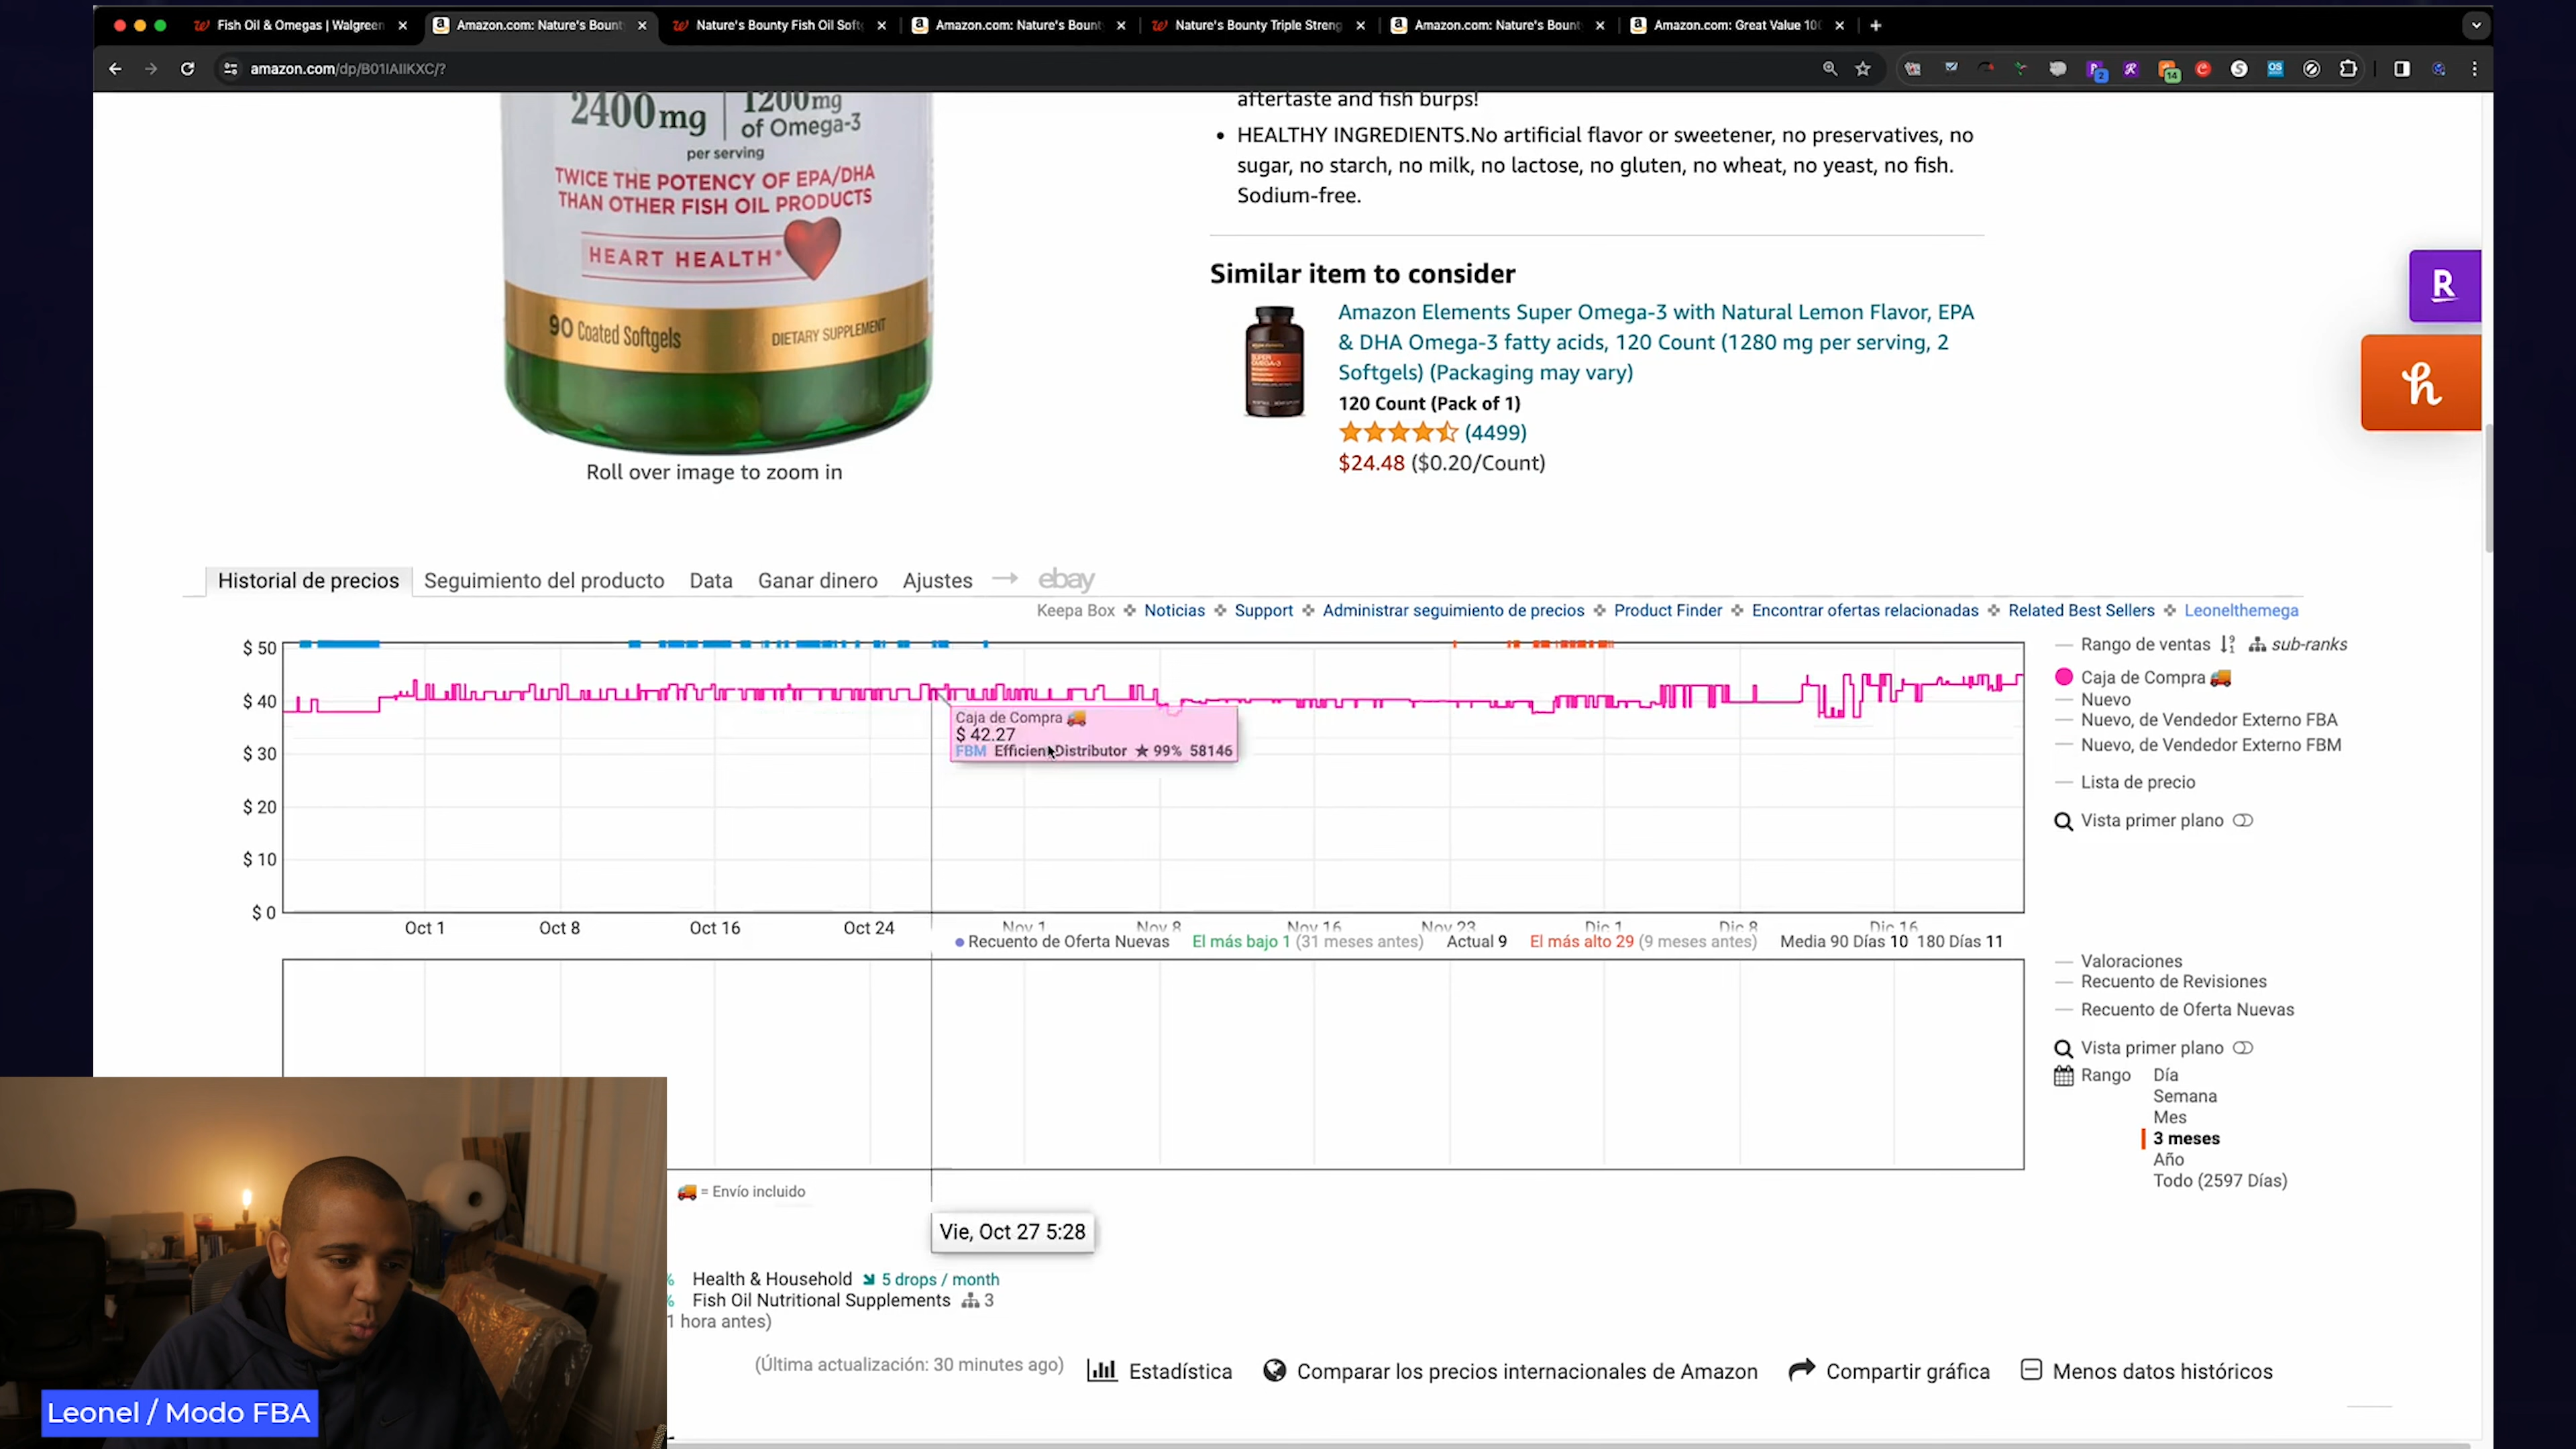 Fish Oil & Omegas | Walgreen
Amazon.com: Nature's Bount
Nature's Bounty Fish Oil Soft
Amazon.com: Nature's Bount
Nature's Bounty Triple Streng
Amazon.com: Nature's Bount
Amazon.com: Great Value 10
amazon.com/dp/B01IAIIKXC/?
2400mg
1200mg
of Omega-3
per serving
TWICE THE POTENCY OF EPA/DHA
THAN OTHER FISH OIL PRODUCTS
HEART HEALTH*
90 Coated Softgels
DIETARY SUPPLEMENT
Roll over image to zoom in
aftertaste and fish burps!
HEALTHY INGREDIENTS.No artificial flavor or sweetener, no preservatives, no
sugar, no starch, no milk, no lactose, no gluten, no wheat, no yeast, no fish.
Sodium-free.
Similar item to consider
Amazon Elements Super Omega-3 with Natural Lemon Flavor, EPA
& DHA Omega-3 fatty acids, 120 Count (1280 mg per serving, 2
Softgels) (Packaging may vary)
120 Count (Pack of 1)
(4499)
$24.48 ($0.20/Count)
Historial de precios Seguimiento del producto Data Ganar dinero Ajustes ebay
Keepa Box Noticias Support Administrar seguimiento de precios Product Finder Encontrar ofertas relacionadas Related Best Sellers Leonelthemega
$ 50
$ 40
$ 30
$ 20
$ 10
$ 0
Caja de Compra
$ 42.27
FBM Efficient Distributor ★ 99% 58146
Oct 1 Oct 8 Oct 16 Oct 24 Nov 1 Nov 8 Nov 16 Nov 23 Dic 1 Dic 8 Dic 16
Rango de ventas sub-ranks
Caja de Compra
Nuevo
Nuevo, de Vendedor Externo FBA
Nuevo, de Vendedor Externo FBM
Lista de precio
Vista primer plano
Recuento de Oferta Nuevas El más bajo 1 (31 meses antes) Actual 9 El más alto 29 (9 meses antes) Media 90 Días 10 180 Días 11
Valoraciones
Recuento de Revisiones
Recuento de Oferta Nuevas
Vista primer plano
Rango
Día
Semana
Mes
3 meses
Año
Todo (2597 Días)
= Envío incluido
Vie, Oct 27 5:28
% Health & Household 5 drops / month
% Fish Oil Nutritional Supplements 3
1 hora antes)
(Última actualización: 30 minutes ago)
Estadística
Comparar los precios internacionales de Amazon
Compartir gráfica
Menos datos históricos
Leonel / Modo FBA